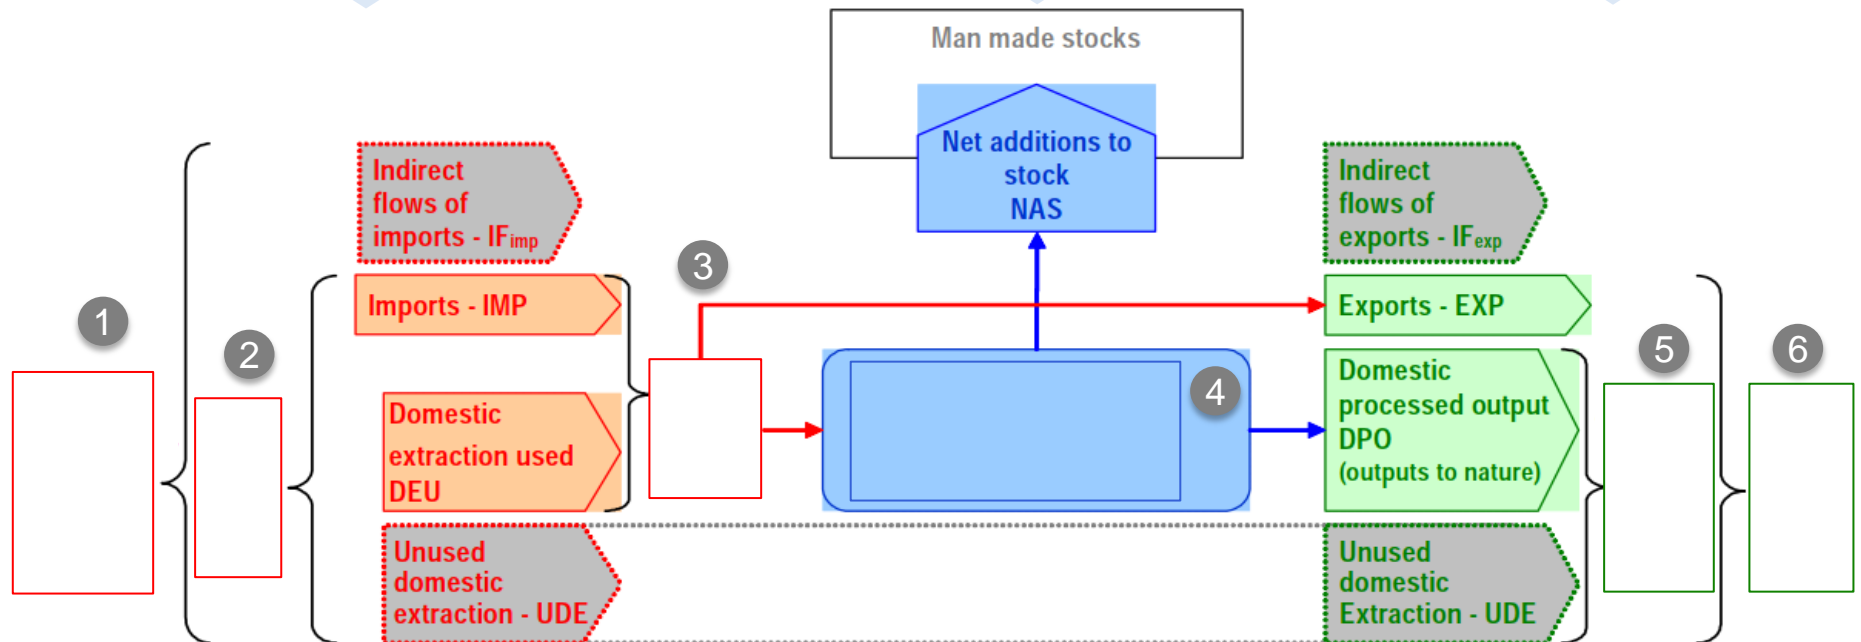 Man made stocks
Net additions to
stock
NAS
Indirect
flows of
imports - IFimp
Indirect
flows of
exports - IFexp
3
Imports - IMP
Exports - EXP
1
2
4
5
6
Domestic
extraction used
DEU
Domestic
processed output
DPO
(outputs to nature)
Unused
domestic
extraction - UDE
Unused
domestic
Extraction - UDE